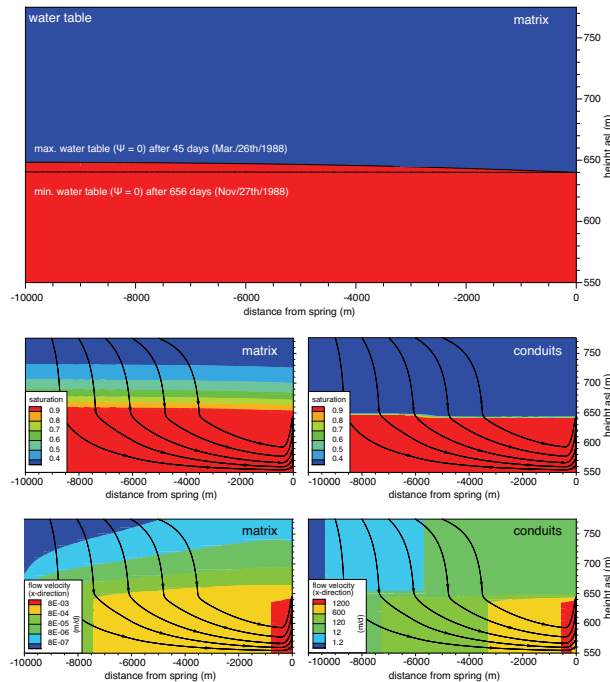 water table
matrix
max. water table (Ψ = 0) after 45 days (Mar./26th/1988)
min. water table (Ψ = 0) after 656 days (Nov/27th/1988)
750
700
650
600
height asl (m)
-10000 -8000 -6000 -4000 -2000 0
distance from spring (m)
matrix
saturation
0.9
0.8
0.7
0.6
0.5
0.4
-10000 -8000 -6000 -4000 -2000 0
distance from spring (m)
conduits
saturation
0.9
0.8
0.7
0.6
0.5
0.4
750
700
650
600
550
height asl (m)
-10000 -8000 -6000 -4000 -2000 0
distance from spring (m)
matrix
flow velocity
(x-direction)
8E-03
8E-04
8E-05
8E-06
8E-07
(m/d)
-10000 -8000 -6000 -4000 -2000 0
distance from spring (m)
conduits
flow velocity
(x-direction)
1200
600
120
12
1.2
(m/d)
750
700
650
600
550
height asl (m)
-10000 -8000 -6000 -4000 -2000 0
distance from spring (m)